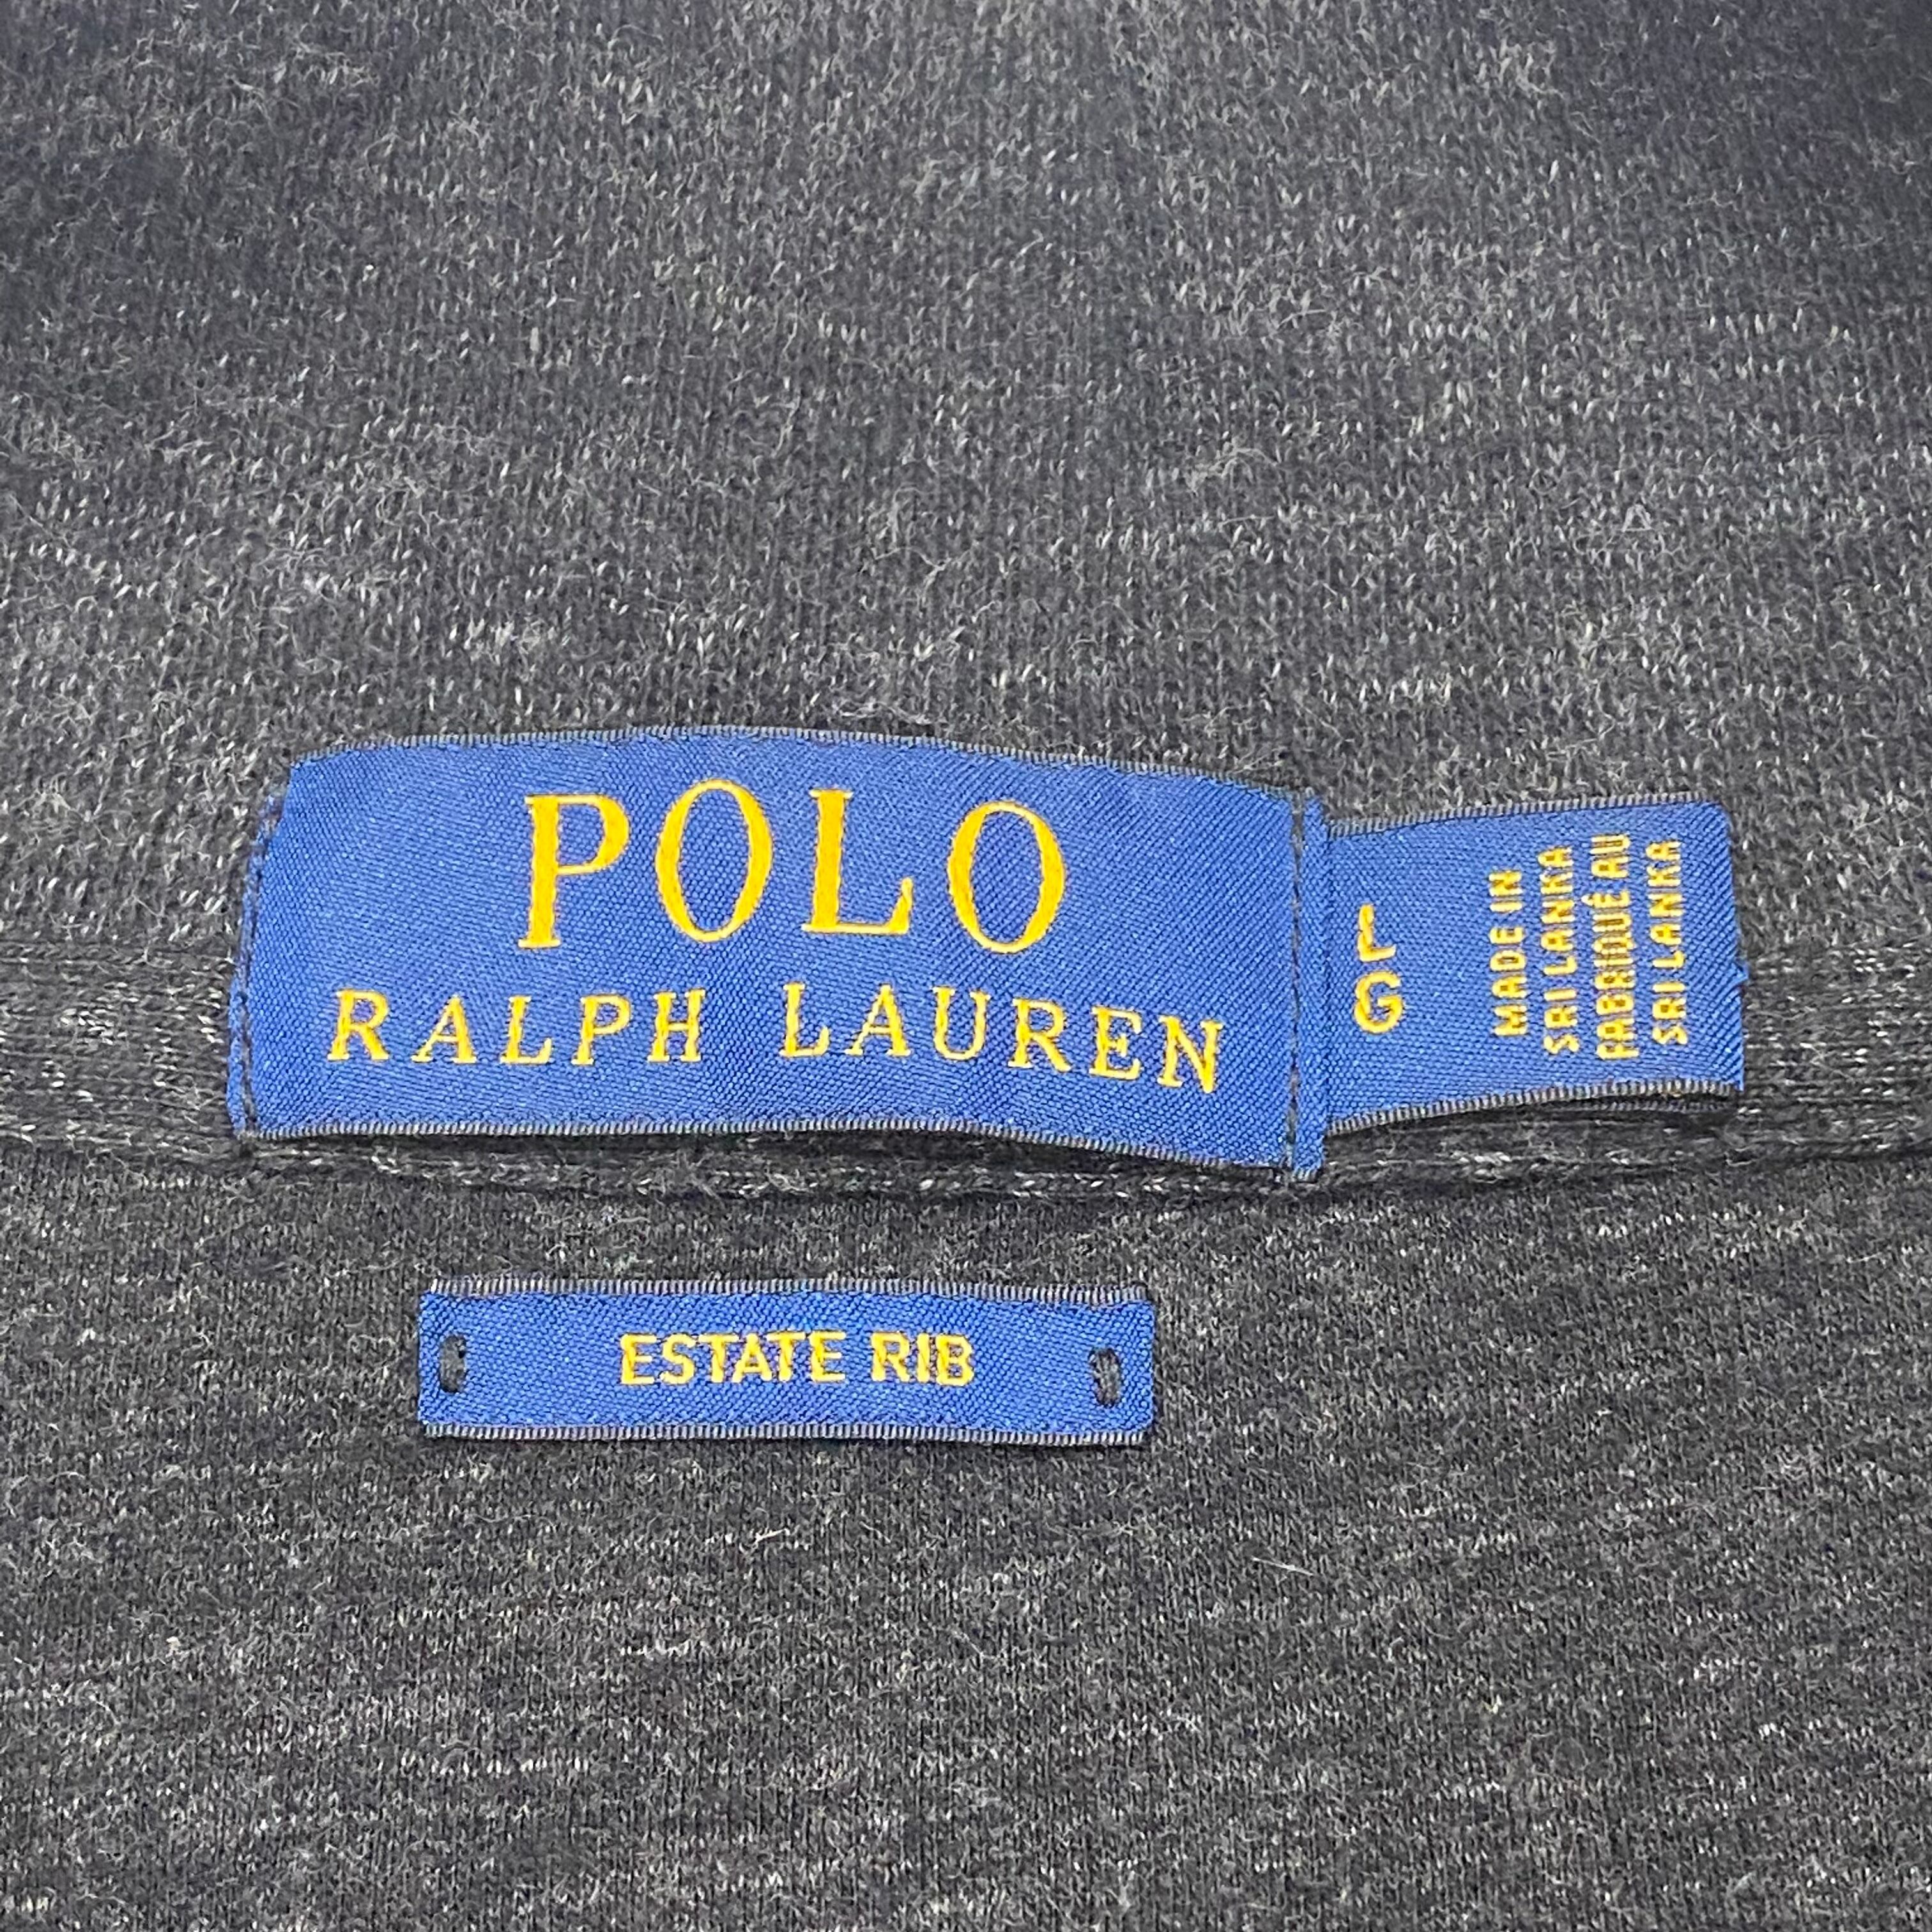 POLO
RALPH LAUREN
L
G
MADE IN
SRI LANKA
FABRIQUÉ AU
SRI LANKA
ESTATE RIB